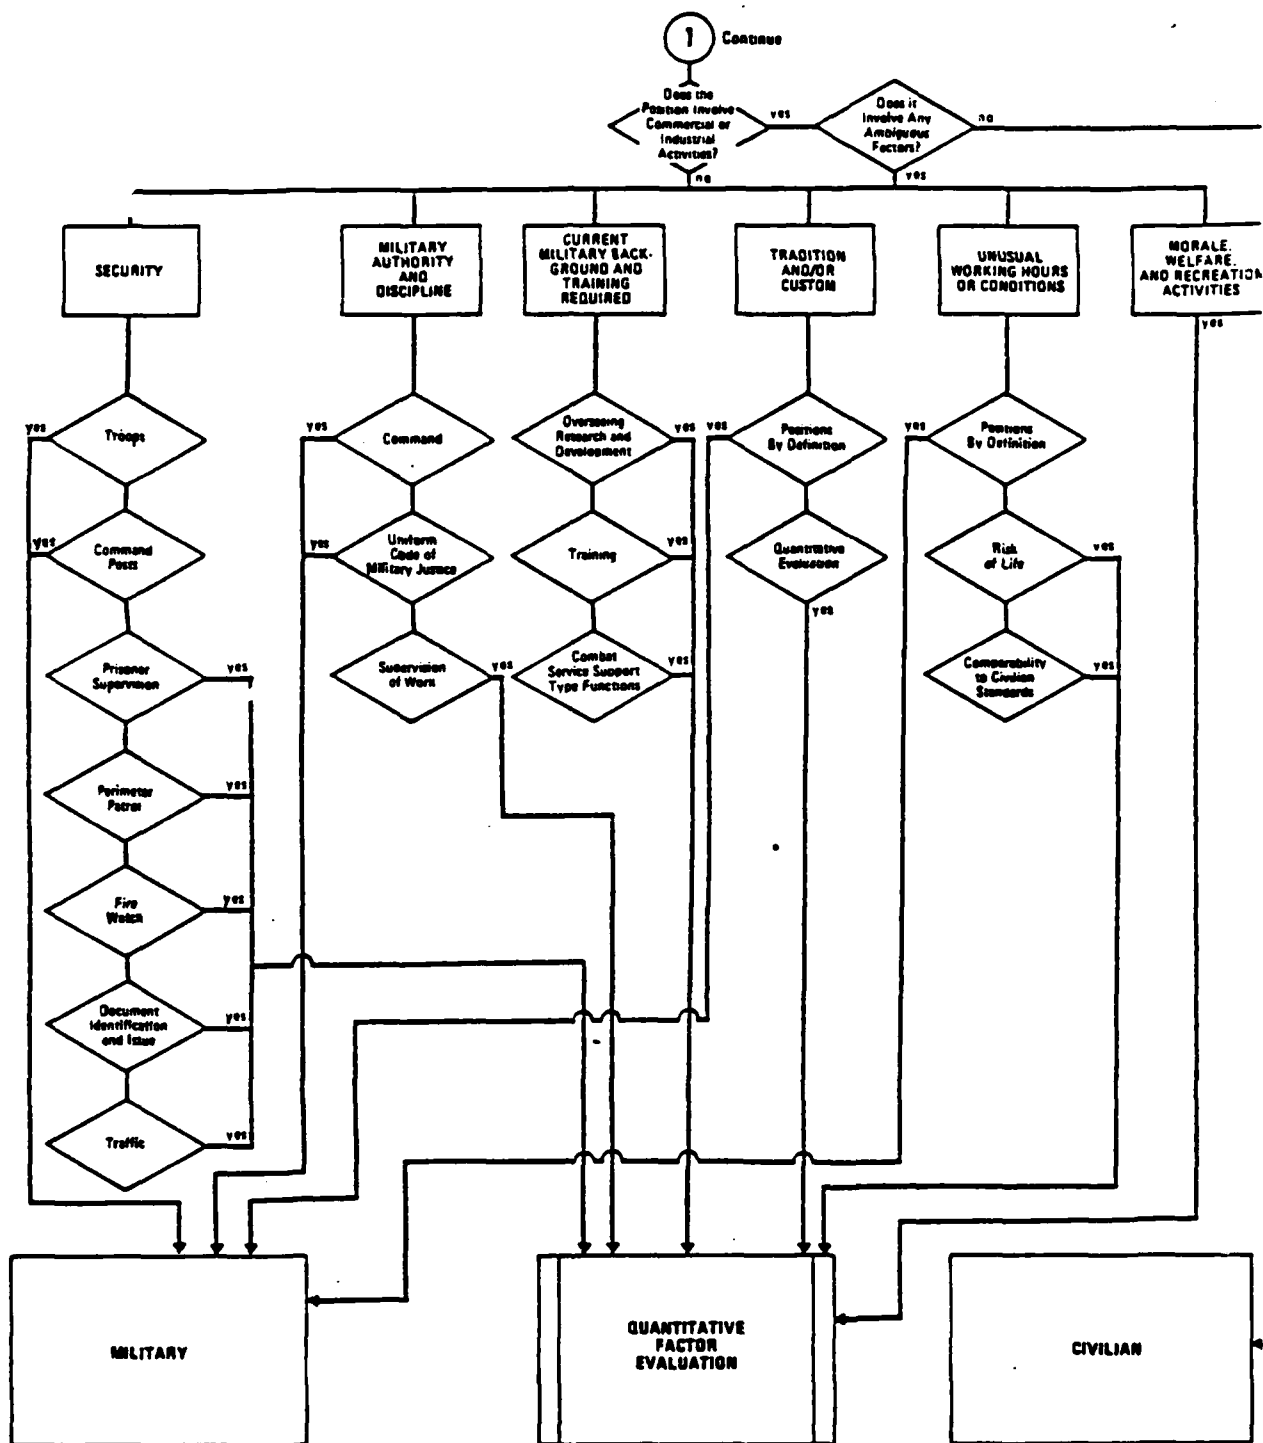 1 Continue
Does the
Position Involve
Commercial or
Industrial
Activities?
yes
no
Does it
Involve Any
Ambiguous
Factors?
no
yes
SECURITY
MILITARY
AUTHORITY
AND
DISCIPLINE
CURRENT
MILITARY BACK-
GROUND AND
TRAINING
REQUIRED
TRADITION
AND/OR
CUSTOM
UNUSUAL
WORKING HOURS
OR CONDITIONS
MORALE,
WELFARE,
AND RECREATION
ACTIVITIES
yes
yes
Troops
yes
Command
Overseeing
Research and
Development
yes
yes
Positions
By Definition
yes
Positions
By Definition
yes
Command
Posts
yes
Uniform
Code of
Military Justice
Training
yes
Quantitative
Evaluation
yes
Risk
of Life
yes
Prisoner
Supervision
yes
Supervision
of Work
yes
Combat
Service Support
Type Functions
yes
Comparability
to Civilian
Standards
yes
Perimeter
Patrol
yes
Fire
Watch
yes
Document
Identification
and Issue
yes
Traffic
yes
MILITARY
QUANTITATIVE
FACTOR
EVALUATION
CIVILIAN